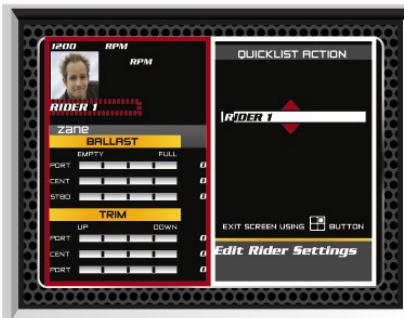 1200 RPM
RPM
RIDER 1
zane
BALLAST
EMPTY FULL
PORT 0
CENT 0
STBD 0
TRIM
UP DOWN
PORT 0
CENT 0
PORT 0
QUICKLIST ACTION
RIDER 1
EXIT SCREEN USING BUTTON
Edit Rider Settings